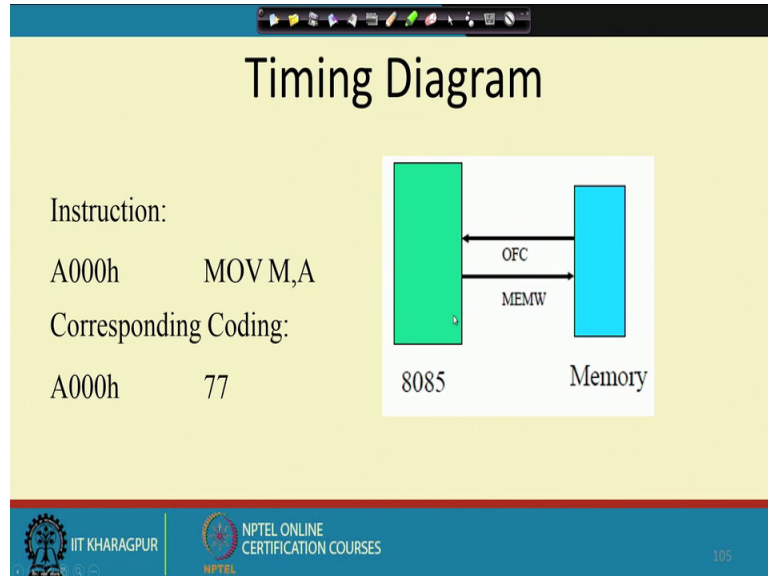 Timing Diagram
Instruction:
A000h MOV M,A
Corresponding Coding:
A000h 77
OFC
MEMW
8085
Memory
IIT KHARAGPUR
NPTEL
NPTEL ONLINE
CERTIFICATION COURSES
105